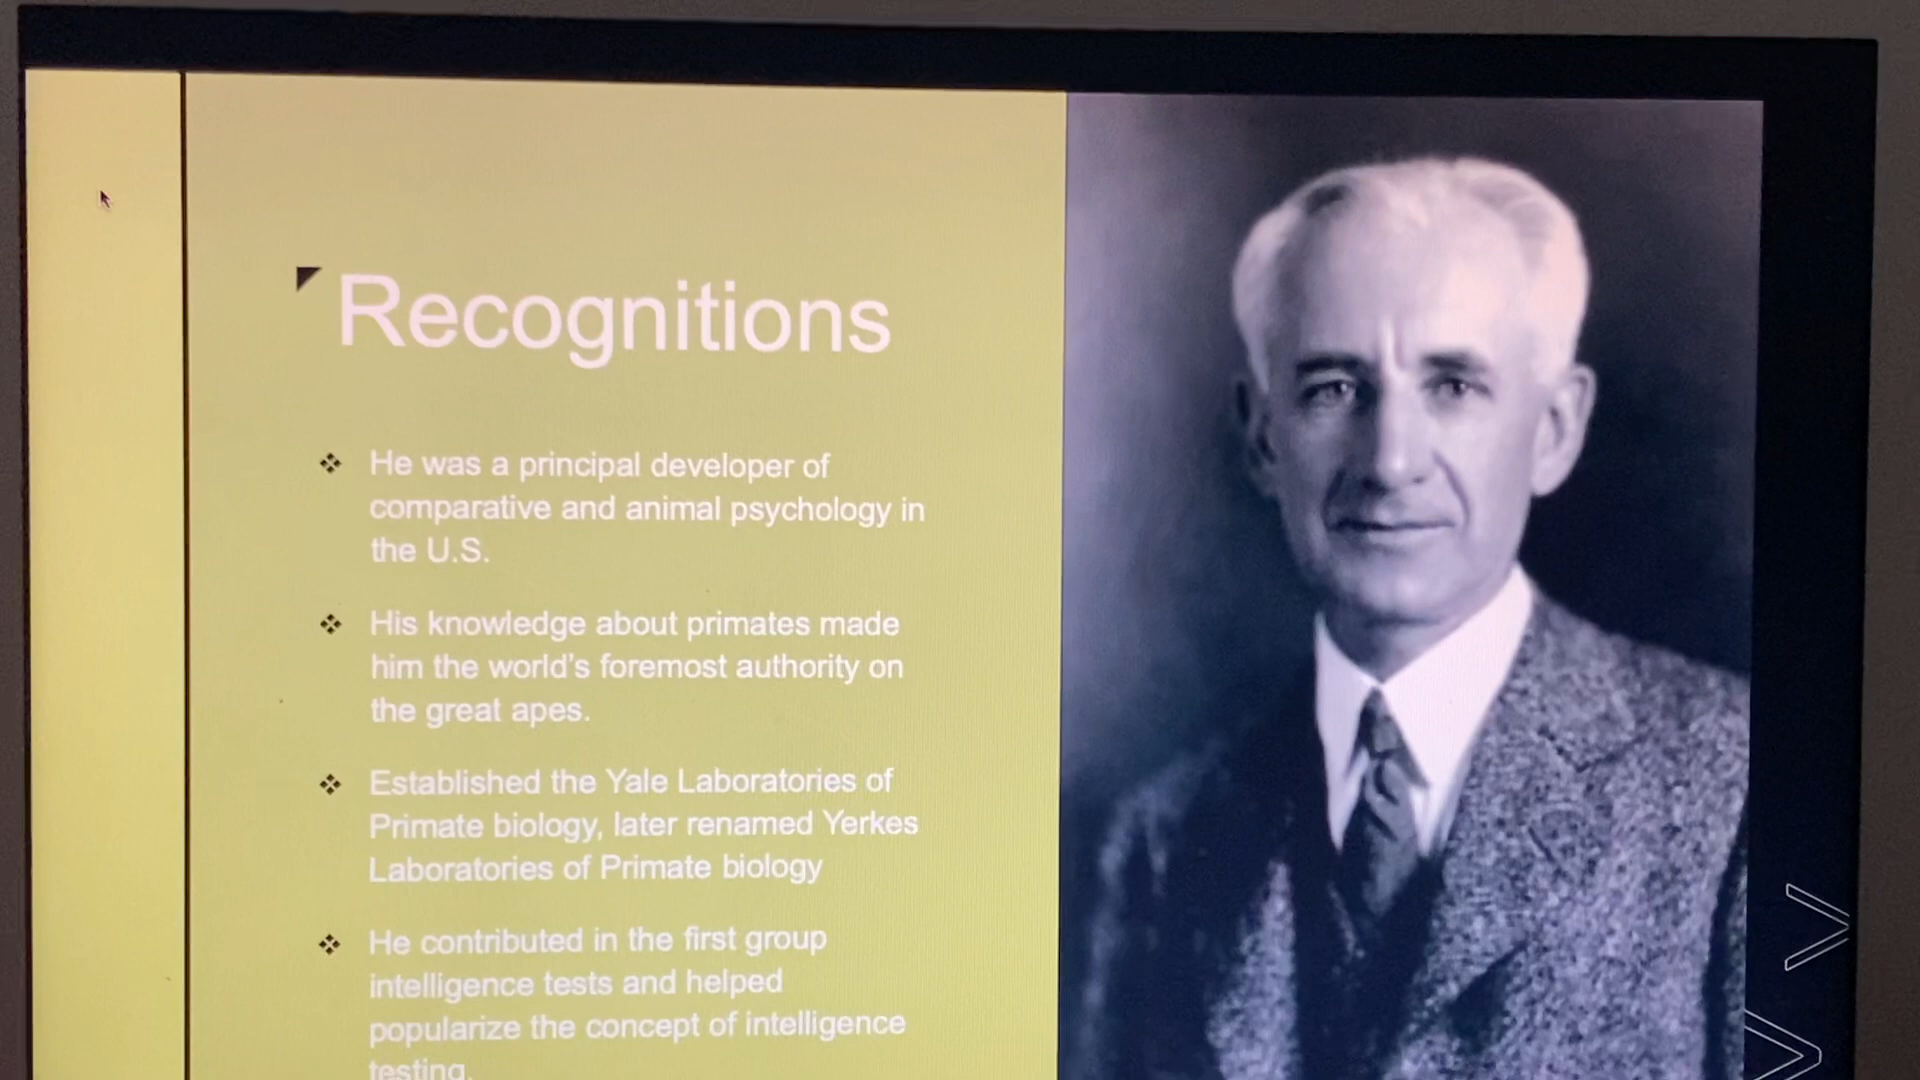 Recognitions
He was a principal developer of
comparative and animal psychology in
the U.S.
His knowledge about primates made
him the world's foremost authority on
the great apes.
Established the Yale Laboratories of
Primate biology, later renamed Yerkes
Laboratories of Primate biology
He contributed in the first group
intelligence tests and helped
popularize the concept of intelligence
testing.